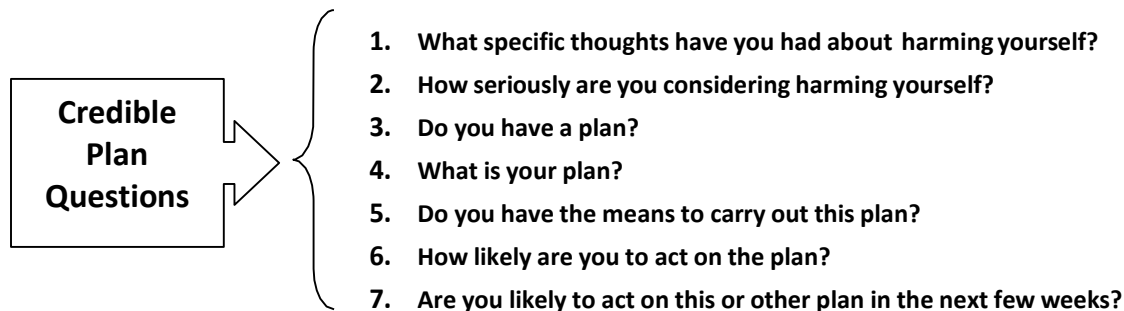 Credible
Plan
Questions
1. What specific thoughts have you had about harming yourself?
2. How seriously are you considering harming yourself?
3. Do you have a plan?
4. What is your plan?
5. Do you have the means to carry out this plan?
6. How likely are you to act on the plan?
7. Are you likely to act on this or other plan in the next few weeks?